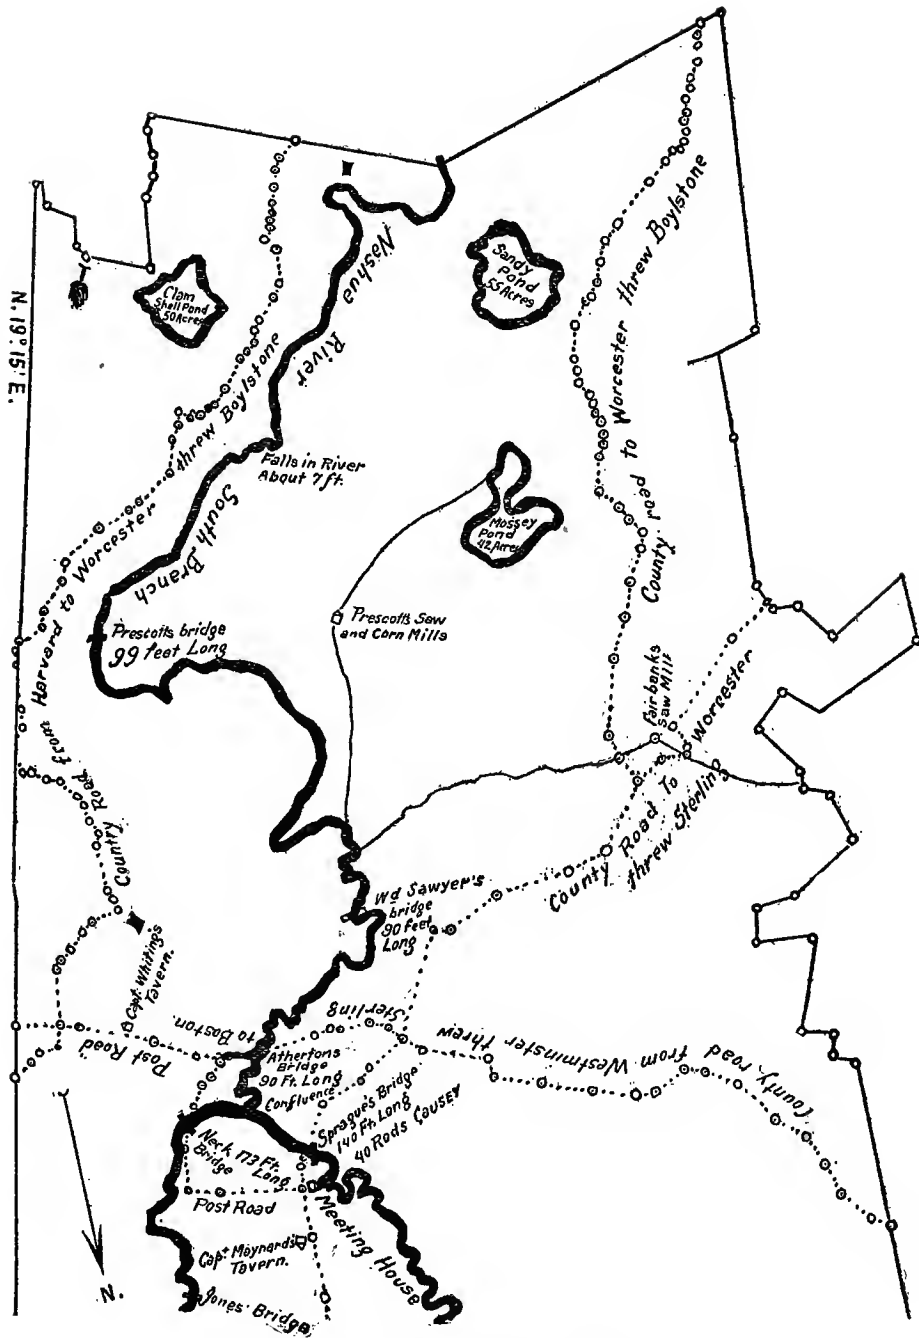 N. 19° 15' E.
Clam
Shell Pond
50 Acres
Nashua
River
South Branch
Sandy
Pond
55 Acres
County road to Worcester threw Boylstone
County Road from Harvard to Worcester threw Boylstone
Falls in River
About 7 ft.
Mossey
Pond
42 Acres
Prescotts Saw
and Corn Mills
Prescotts bridge
99 feet Long
Fairbanks
Saw Mill
County Road To Worcester
threw Sterling
Wd Sawyer's
bridge
90 feet
Long
Capt. Whitings
Tavern.
Post Road to Boston
Athertons
Bridge
90 Ft. Long
Confluence
Sprague's Bridge
140 Ft. Long
40 Rods Causey
County road from Westminster threw Sterling
Neck 173 Ft.
Bridge Long
Post Road
Meeting House
Capt. Maynards
Tavern.
Jones' Bridge
N.